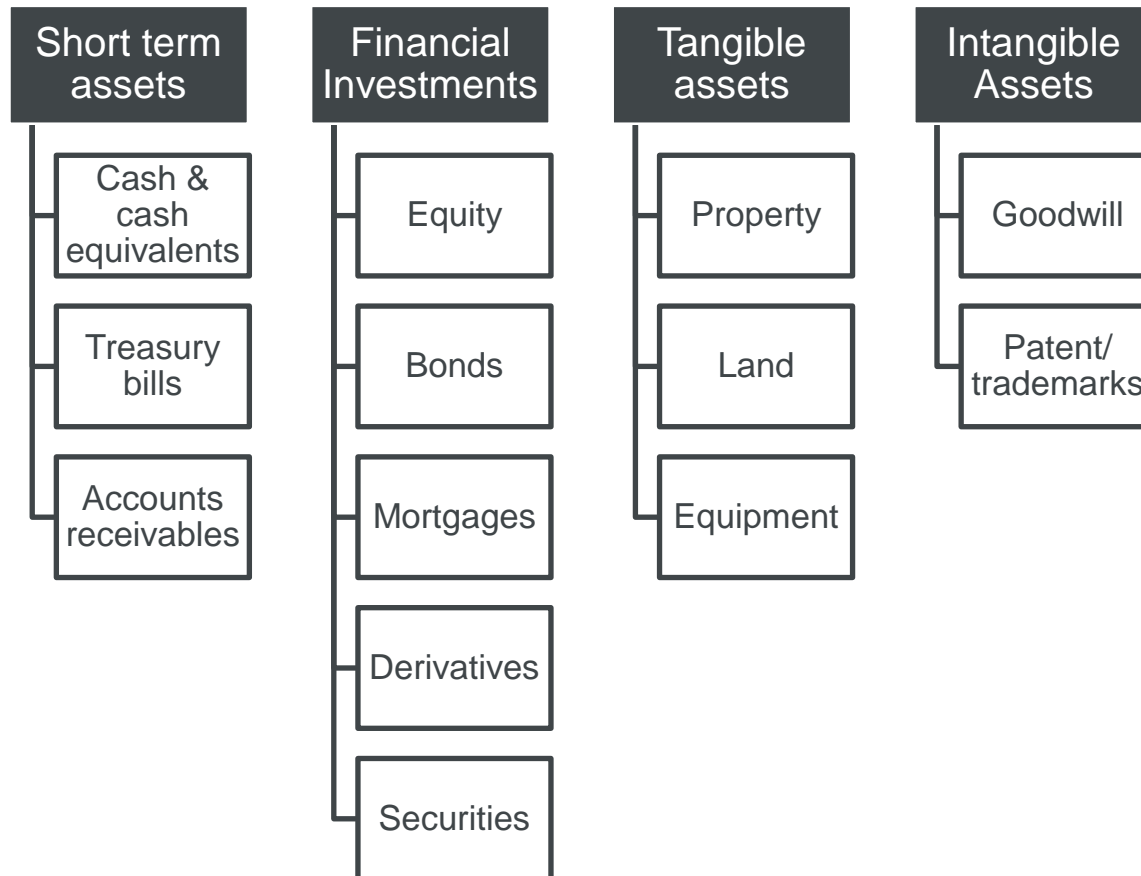 Short term
assets
Cash &
cash
equivalents
Treasury
bills
Accounts
receivables
Financial
Investments
Equity
Bonds
Mortgages
Derivatives
Securities
Tangible
assets
Property
Land
Equipment
Intangible
Assets
Goodwill
Patent/
trademarks